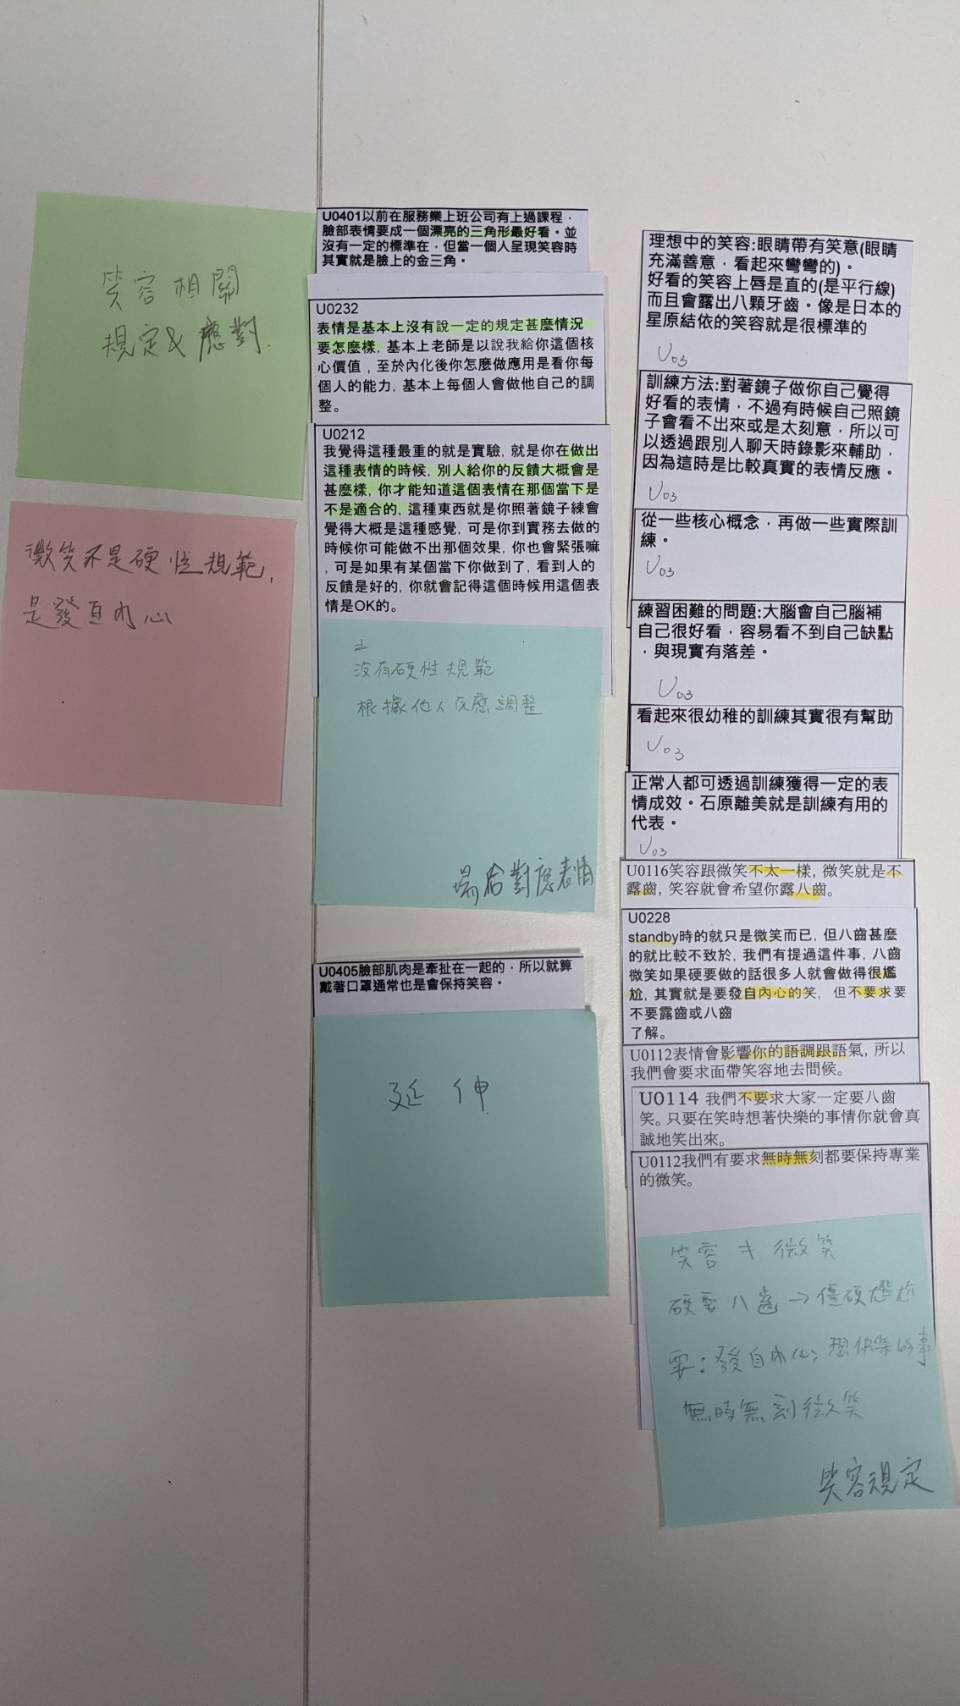 笑容相關
規定&應對.
微笑不是硬性規範,
是發自內心
U0401以前在服務業上班公司有上過課程，
臉部表情要成一個漂亮的三角形最好看。並
沒有一定的標準在，但當一個人呈現笑容時
其實就是臉上的金三角。
U0232
表情是基本上沒有說一定的規定甚麼情況
要怎麼樣, 基本上老師是以說我給你這個核
心價值，至於內化後你怎麼做應用是看你每
個人的能力, 基本上每個人會做他自己的調
整。
U0212
我覺得這種最重的就是實驗, 就是你在做出
這種表情的時候, 別人給你的反饋大概會是
甚麼樣, 你才能知道這個表情在那個當下是
不是適合的, 這種東西就是你照著鏡子練會
覺得大概是這種感覺, 可是你到實務去做的
時候你可能做不出那個效果, 你也會緊張嘛
, 可是如果有某個當下你做到了, 看到人的
反饋是好的, 你就會記得這個時候用這個表
情是OK的。
沒有硬性規範
根據他人反應調整
場合對應表情
U0405臉部肌肉是牽扯在一起的，所以就算
戴著口罩通常也是會保持笑容。
延伸
理想中的笑容:眼睛帶有笑意(眼睛
充滿善意，看起來彎彎的)。
好看的笑容上唇是直的(是平行線)
而且會露出八顆牙齒。像是日本的
星原結依的笑容就是很標準的
U03
訓練方法:對著鏡子做你自己覺得
好看的表情，不過有時候自己照鏡
子會看不出來或是太刻意，所以可
以透過跟別人聊天時錄影來輔助，
因為這時是比較真實的表情反應。
U03
從一些核心概念，再做一些實際訓
練。
U03
練習困難的問題:大腦會自己腦補
自己很好看，容易看不到自己缺點
，與現實有落差。
U03
看起來很幼稚的訓練其實很有幫助
U03
正常人都可透過訓練獲得一定的表
情成效。石原離美就是訓練有用的
代表。
U03
U0116笑容跟微笑不太一樣, 微笑就是不
露齒, 笑容就會希望你露八齒。
U0228
standby時的就只是微笑而已, 但八齒甚麼
的就比較不致於, 我們有提過這件事, 八齒
微笑如果硬要做的話很多人就會做得很尷
尬, 其實就是要發自內心的笑， 但不要求要
不要露齒或八齒
了解。
U0112表情會影響你的語調跟語氣, 所以
我們會要求面帶笑容地去問候。
U0114 我們不要求大家一定要八齒
笑。只要在笑時想著快樂的事情你就會真
誠地笑出來。
U0112我們有要求無時無刻都要保持專業
的微笑。
笑容≠微笑
硬要八齒→僵硬尷尬
要：發自內心; 想快樂的事
無時無刻微笑
笑容規定